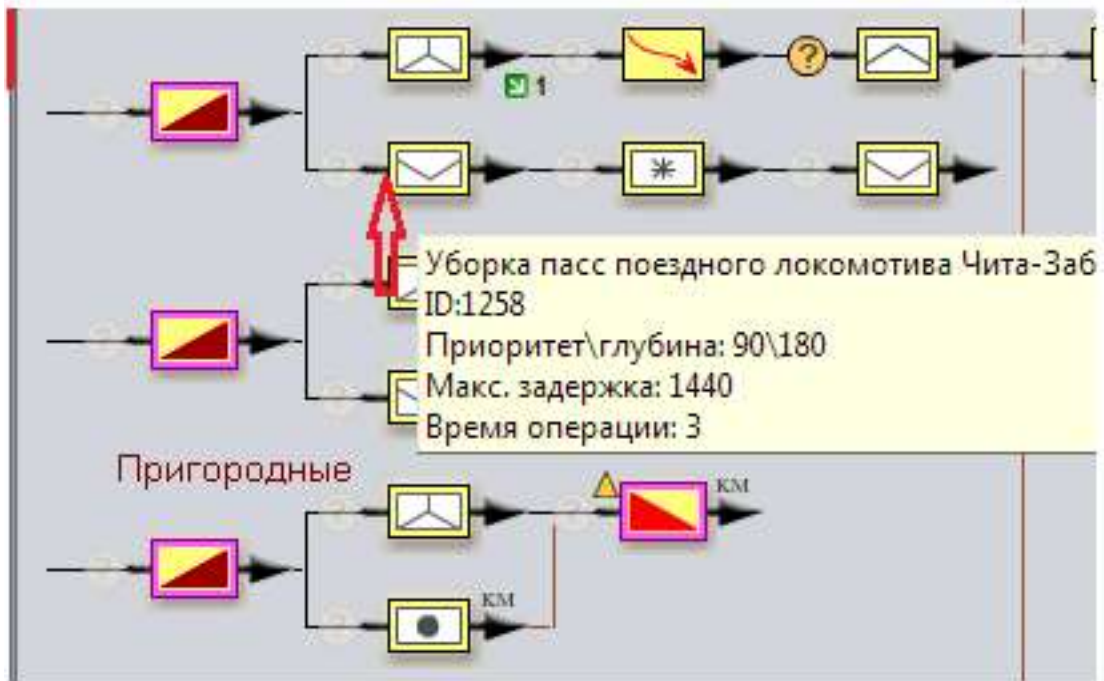 1
Уборка пасс поездного локомотива Чита-Заб
ID:1258
Приоритет\глубина: 90\180
Макс. задержка: 1440
Время операции: 3
Пригородные
КМ
КМ